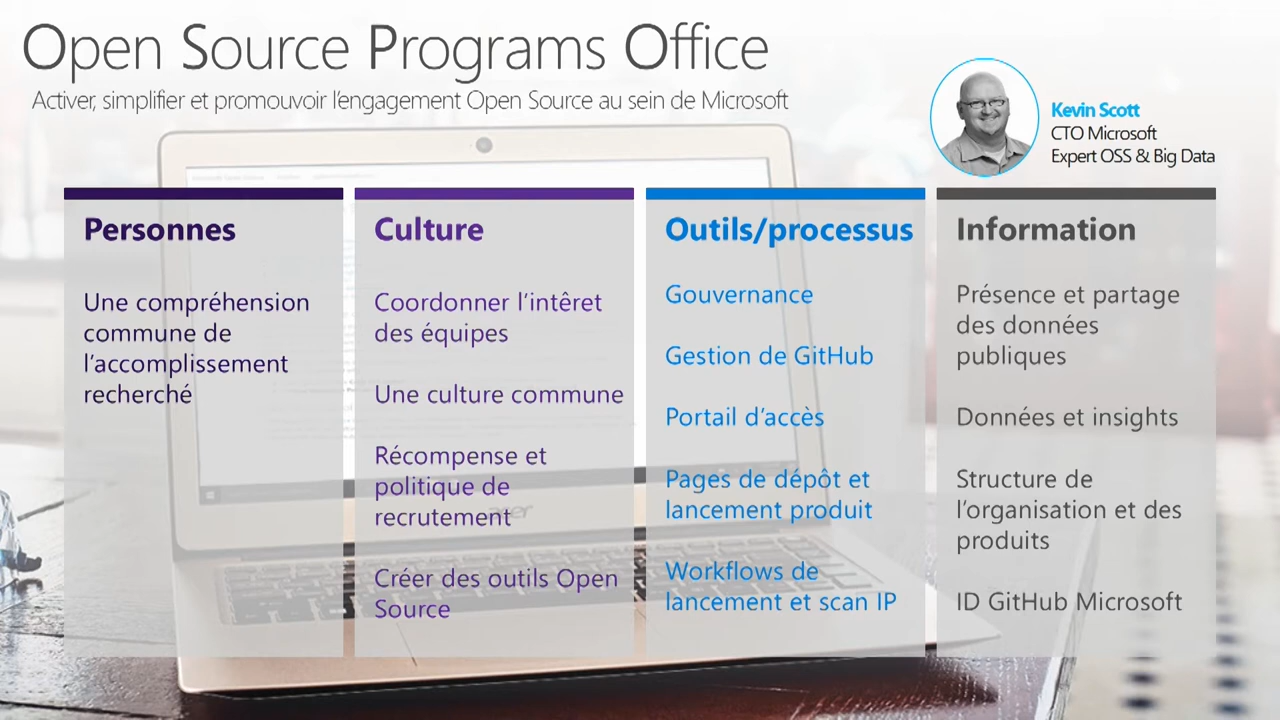 Open Source Programs Office
Activer, simplifier et promouvoir l'engagement Open Source au sein de Microsoft
Kevin Scott
CTO Microsoft
Expert OSS & Big Data
Personnes
Une compréhension
commune de
l'accomplissement
recherché
Culture
Coordonner l'intêret
des équipes
Une culture commune
Récompense et
politique de
recrutement
Créer des outils Open
Source
Outils/processus
Gouvernance
Gestion de GitHub
Portail d'accès
Pages de dépôt et
lancement produit
Workflows de
lancement et scan IP
Information
Présence et partage
des données
publiques
Données et insights
Structure de
l'organisation et des
produits
ID GitHub Microsoft
acer